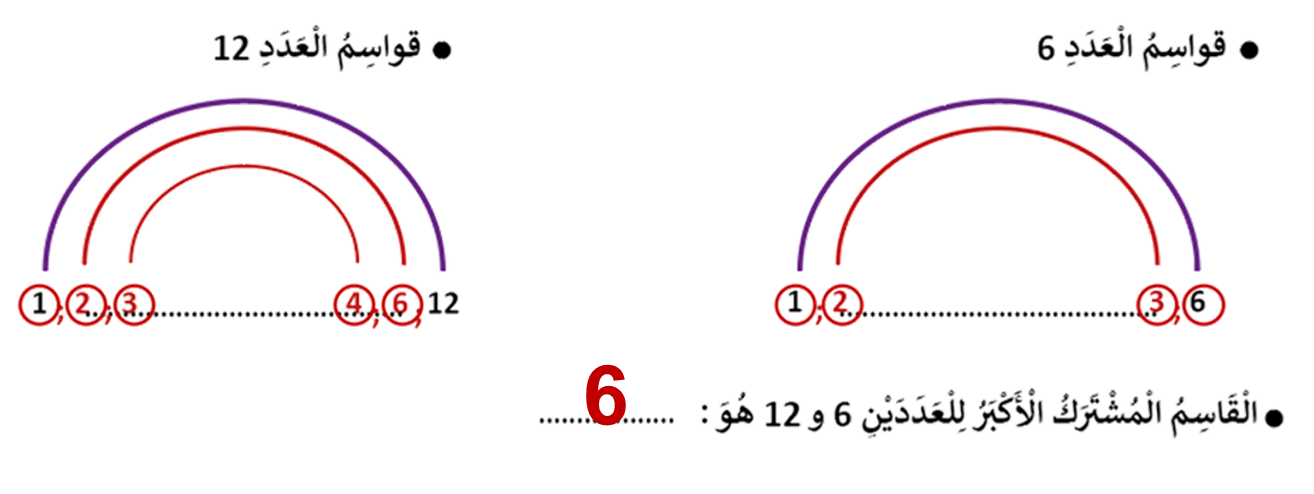 ● قواسِمُ الْعَدَدِ 6
● قواسِمُ الْعَدَدِ 12
1 ; 2 ........................................ 3 ; 6
1 ; 2 ; 3 ........................................ 4 ; 6 ; 12
● الْقَاسِمُ الْمُشْتَرَكُ الْأَكْبَرُ لِلْعَدَدَيْنِ 6 و 12 هُوَ : ......6......